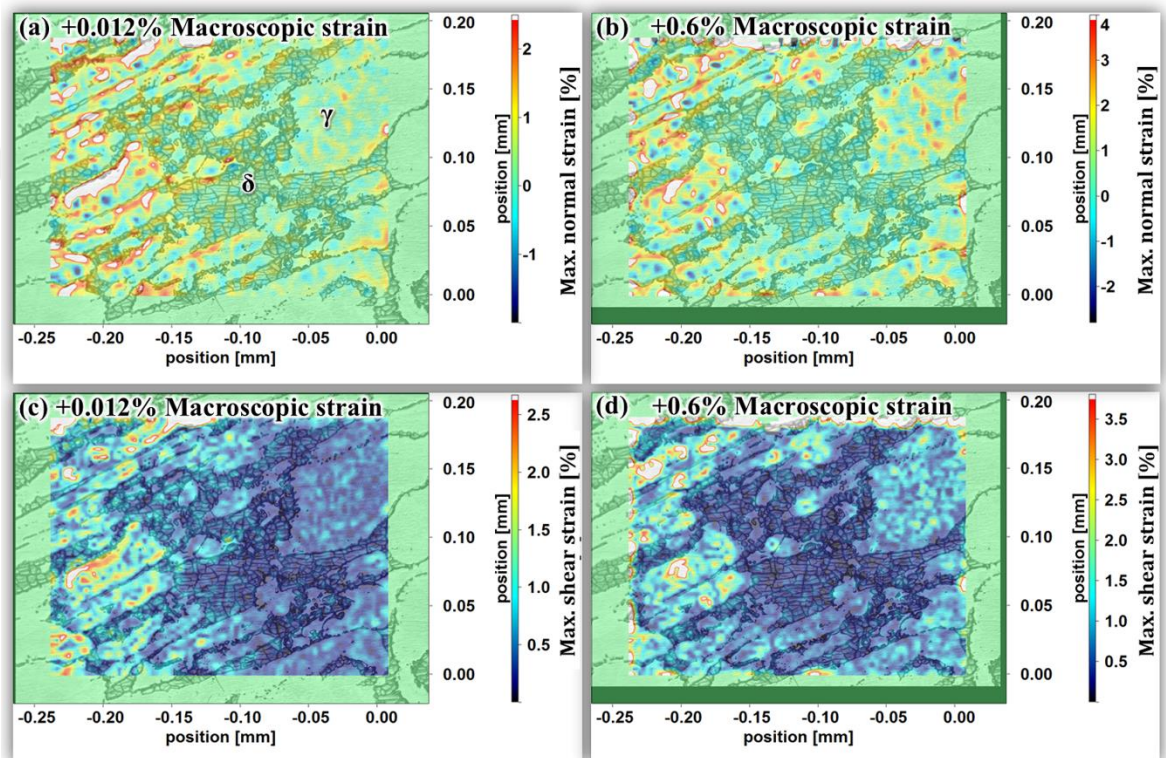 (a) +0.012% Macroscopic strain
γ
δ
0.20
0.15
0.10
0.05
0.00
position [mm]
-0.25 -0.20 -0.15 -0.10 -0.05 0.00
position [mm]
2
1
0
-1
Max. normal strain [%]
(b) +0.6% Macroscopic strain
0.20
0.15
0.10
0.05
0.00
position [mm]
-0.25 -0.20 -0.15 -0.10 -0.05 0.00
position [mm]
4
3
2
1
0
-1
-2
Max. normal strain [%]
(c) +0.012% Macroscopic strain
0.20
0.15
0.10
0.05
0.00
position [mm]
-0.25 -0.20 -0.15 -0.10 -0.05 0.00
position [mm]
2.5
2.0
1.5
1.0
0.5
Max. shear strain [%]
(d) +0.6% Macroscopic strain
0.20
0.15
0.10
0.05
0.00
position [mm]
-0.25 -0.20 -0.15 -0.10 -0.05 0.00
position [mm]
3.5
3.0
2.5
2.0
1.5
1.0
0.5
0.0
Max. shear strain [%]